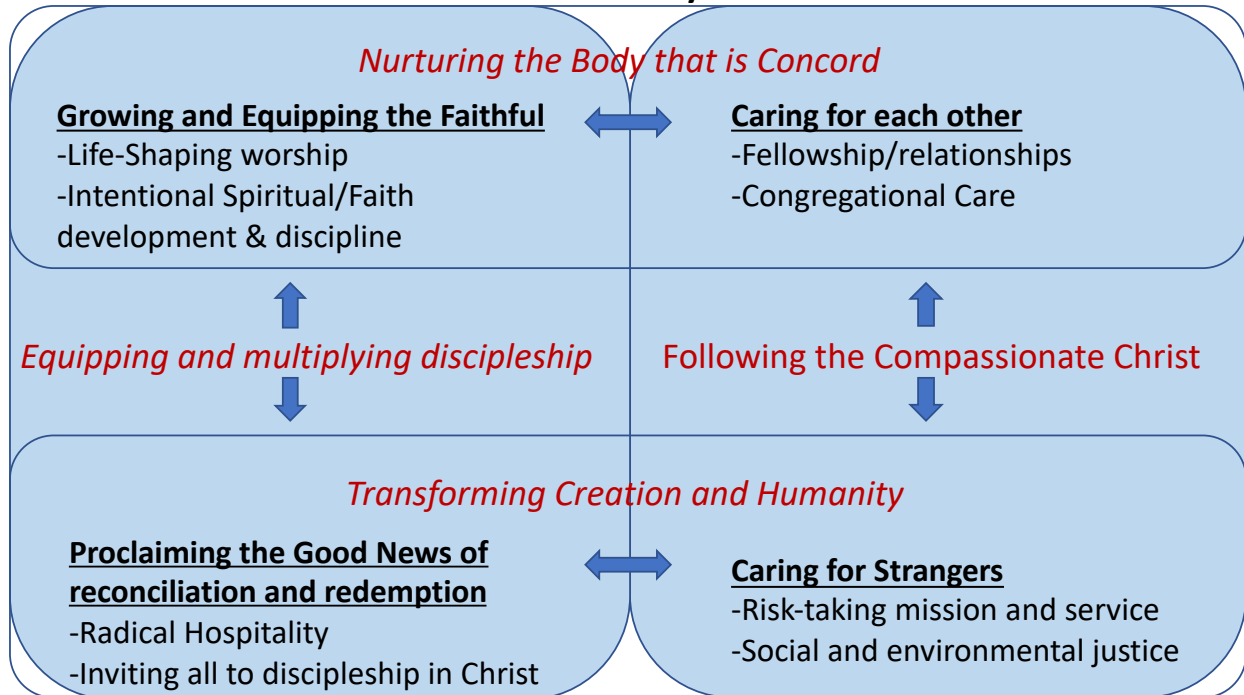 Nurturing the Body that is Concord
Growing and Equipping the Faithful
-Life-Shaping worship
-Intentional Spiritual/Faith
development & discipline
Caring for each other
-Fellowship/relationships
-Congregational Care
Equipping and multiplying discipleship
Following the Compassionate Christ
Transforming Creation and Humanity
Proclaiming the Good News of
reconciliation and redemption
-Radical Hospitality
-Inviting all to discipleship in Christ
Caring for Strangers
-Risk-taking mission and service
-Social and environmental justice